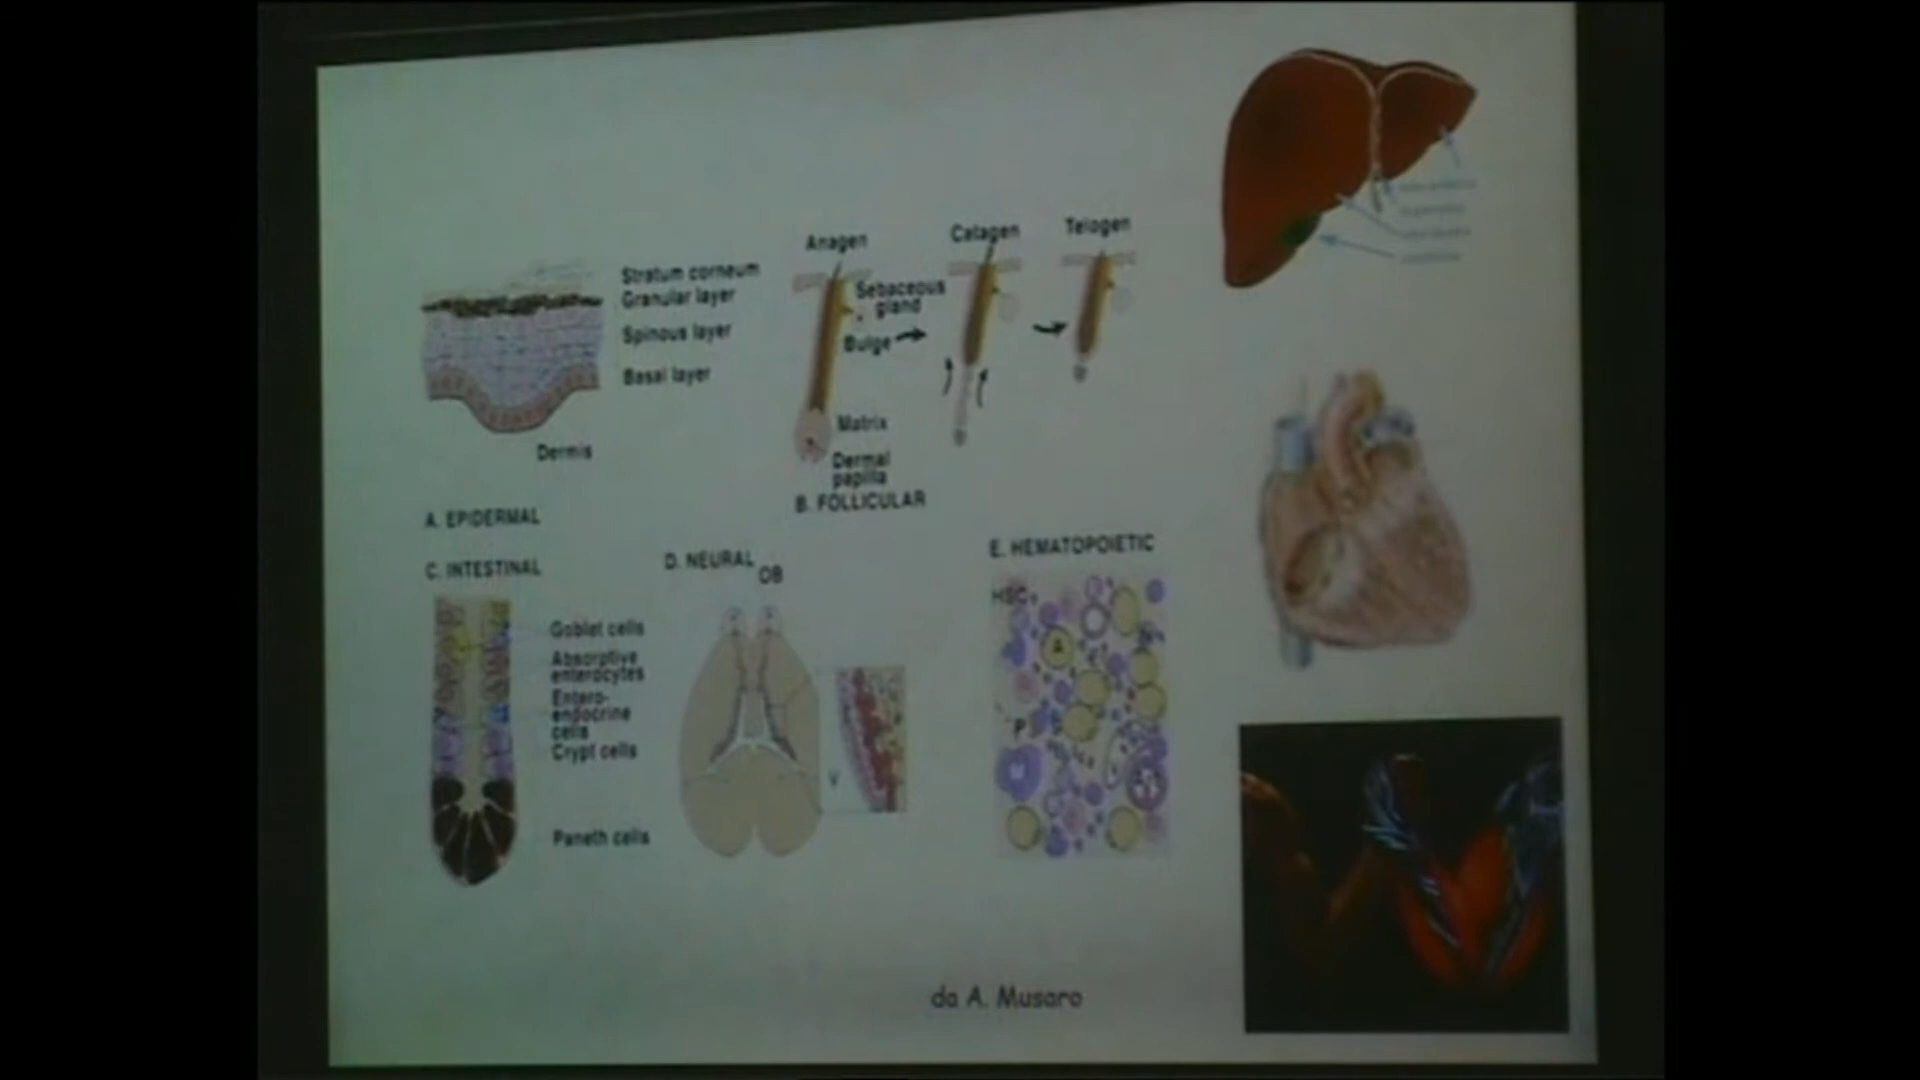 Stratum corneum
Granular layer
Spinous layer
Basal layer
Dermis
A. EPIDERMAL
Anagen
Catagen
Telogen
Sebaceous
gland
Bulge
Matrix
Dermal
papilla
B. FOLLICULAR
C. INTESTINAL
Goblet cells
Absorptive
enterocytes
Entero-
endocrine
cells
Crypt cells
Paneth cells
D. NEURAL
OB
V
E. HEMATOPOIETIC
HSC
A
P
da A. Musaro